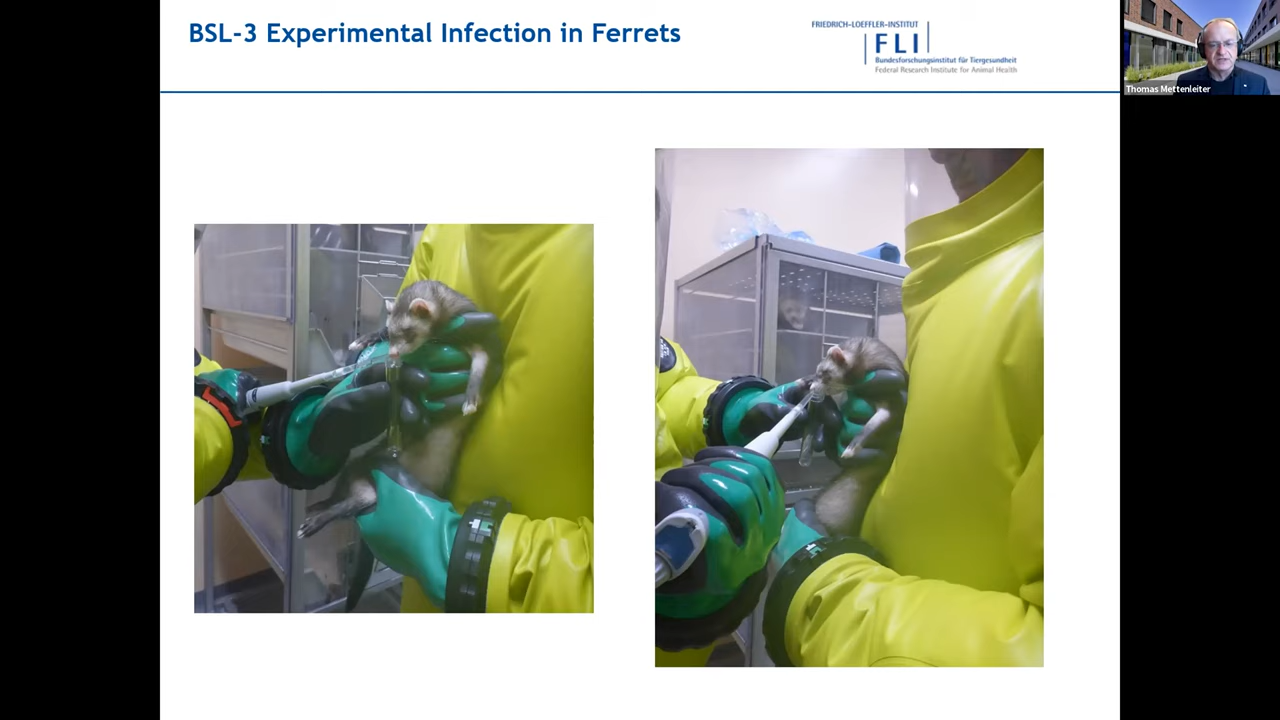 BSL-3 Experimental Infection in Ferrets
FRIEDRICH-LOEFFLER-INSTITUT
FLI
Bundesforschungsinstitut für Tiergesundheit
Federal Research Institute for Animal Health
Thomas Mettenleiter